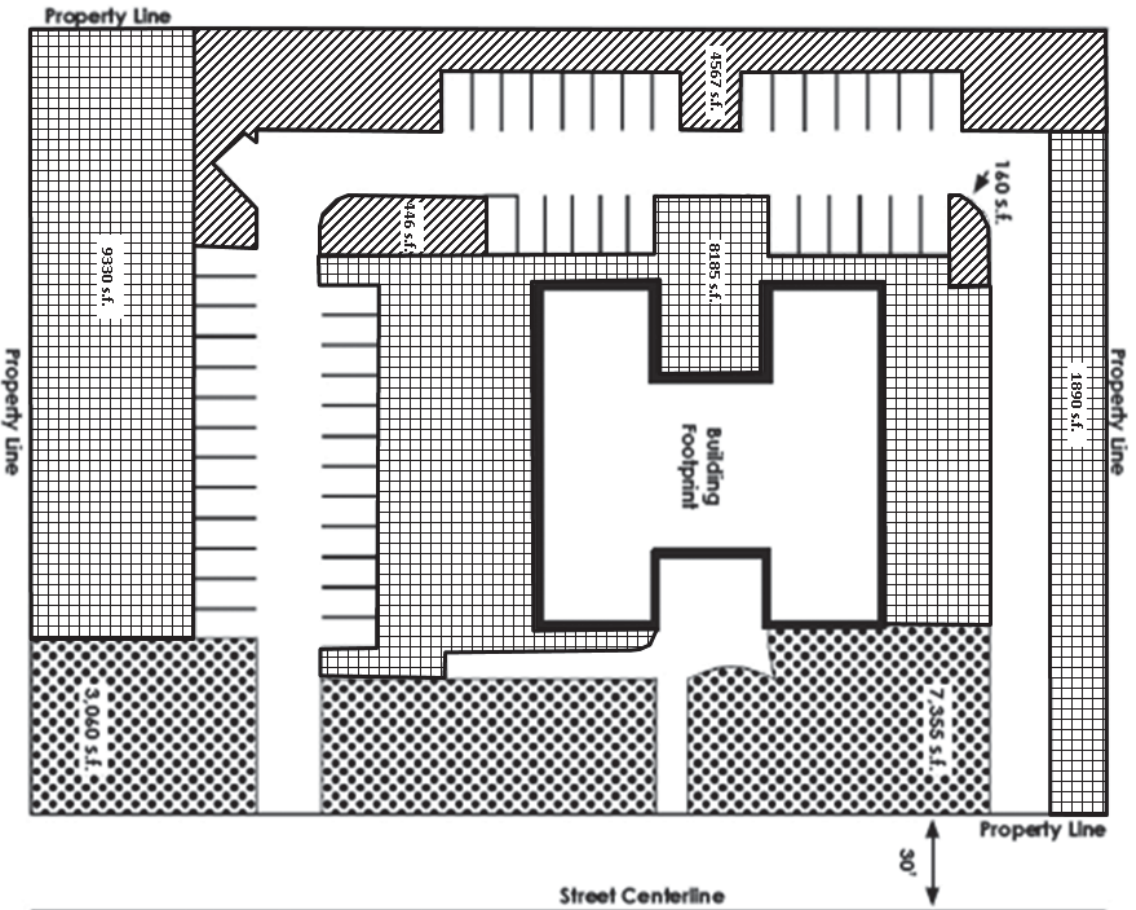 Property Line
4567 s.f.
160 s.f.
446 s.f.
9330 s.f.
8185 s.f.
Property Line
1890 s.f.
Property Line
Building
Footprint
3,060 s.f.
7,355 s.f.
Property Line
30'
Street Centerline